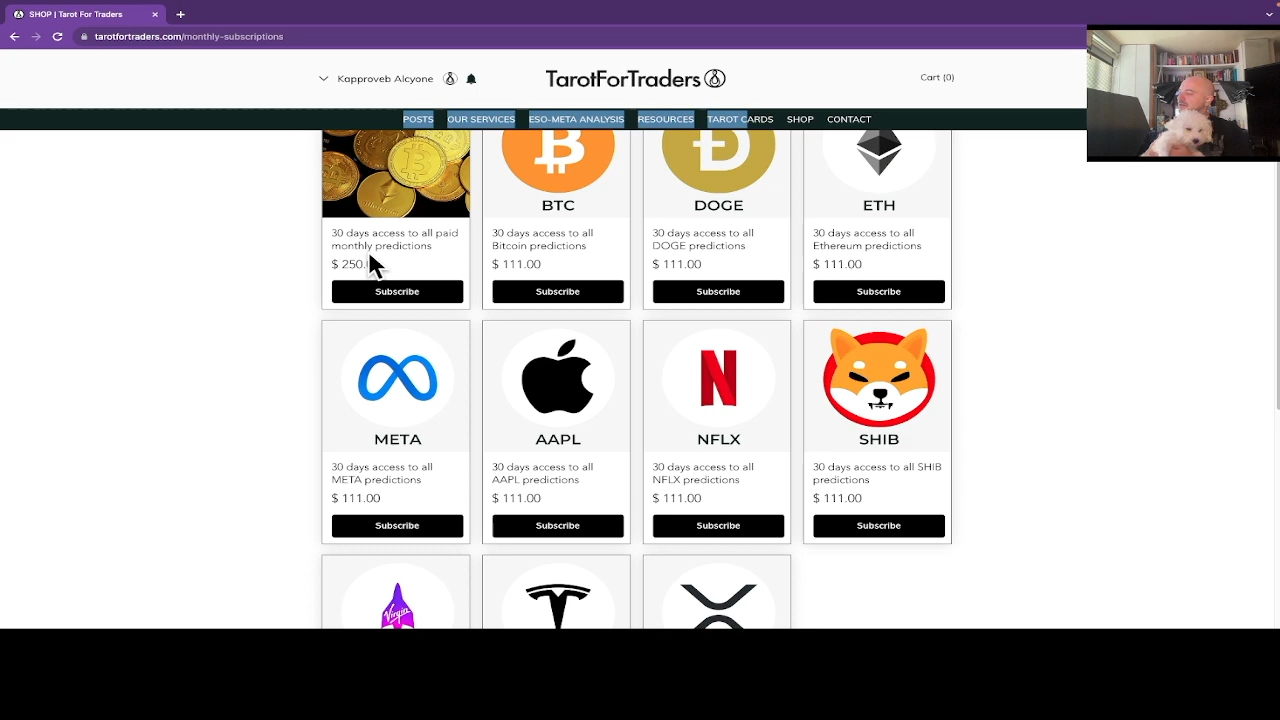 SHOP | Tarot For Traders
tarotfortraders.com/monthly-subscriptions
Kapproveb Alcyone
TarotForTraders
Cart (0)
POSTS OUR SERVICES ESO-META ANALYSIS RESOURCES TAROT CARDS SHOP CONTACT
BTC
DOGE
ETH
30 days access to all paid
monthly predictions
$ 250.
Subscribe
30 days access to all
Bitcoin predictions
$ 111.00
Subscribe
30 days access to all
DOGE predictions
$ 111.00
Subscribe
30 days access to all
Ethereum predictions
$ 111.00
Subscribe
META
30 days access to all
META predictions
$ 111.00
Subscribe
AAPL
30 days access to all
AAPL predictions
$ 111.00
Subscribe
NFLX
30 days access to all
NFLX predictions
$ 111.00
Subscribe
SHIB
30 days access to all SHIB
predictions
$ 111.00
Subscribe
Virgin